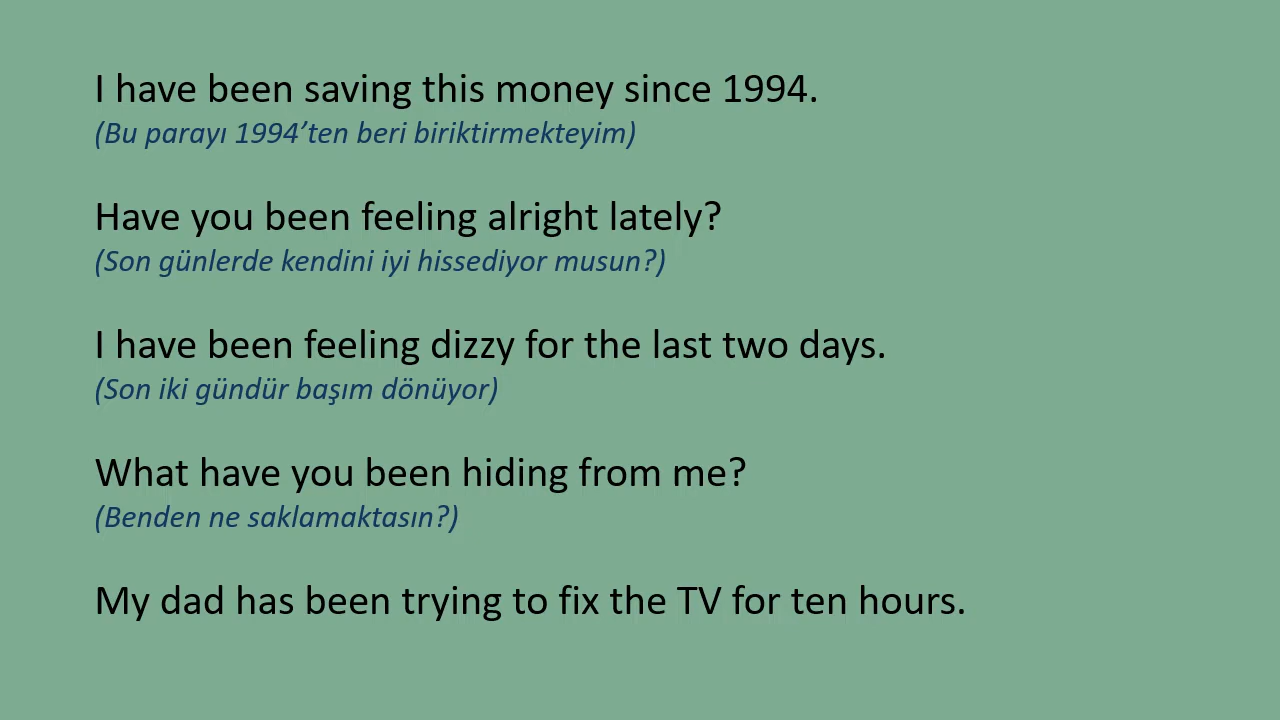 I have been saving this money since 1994.
(Bu parayı 1994’ten beri biriktirmekteyim)
Have you been feeling alright lately?
(Son günlerde kendini iyi hissediyor musun?)
I have been feeling dizzy for the last two days.
(Son iki gündür başım dönüyor)
What have you been hiding from me?
(Benden ne saklamaktasın?)
My dad has been trying to fix the TV for ten hours.